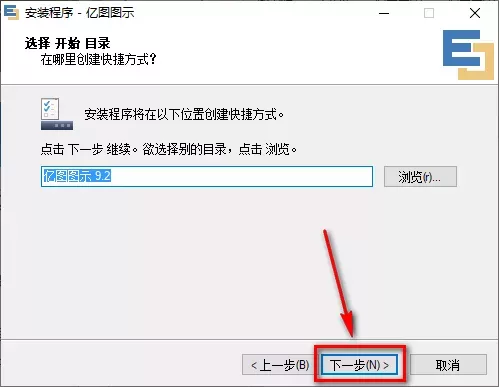 安装程序 - 亿图图示
选择 开始 目录
在哪里创建快捷方式?
安装程序将在以下位置创建快捷方式。
点击 下一步 继续。欲选择别的目录，点击 浏览。
亿图图示 9.2
浏览(r)...
< 上一步(B)
下一步(N) >
取消